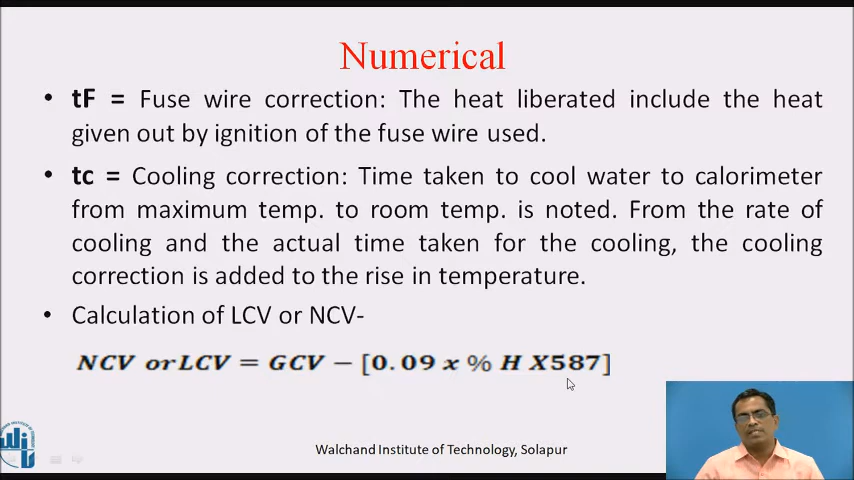 Numerical
• tF = Fuse wire correction: The heat liberated include the heat
given out by ignition of the fuse wire used.
• tc = Cooling correction: Time taken to cool water to calorimeter
from maximum temp. to room temp. is noted. From the rate of
cooling and the actual time taken for the cooling, the cooling
correction is added to the rise in temperature.
• Calculation of LCV or NCV-
NCV or LCV = GCV − [0.09 x % H X587]
Walchand Institute of Technology, Solapur